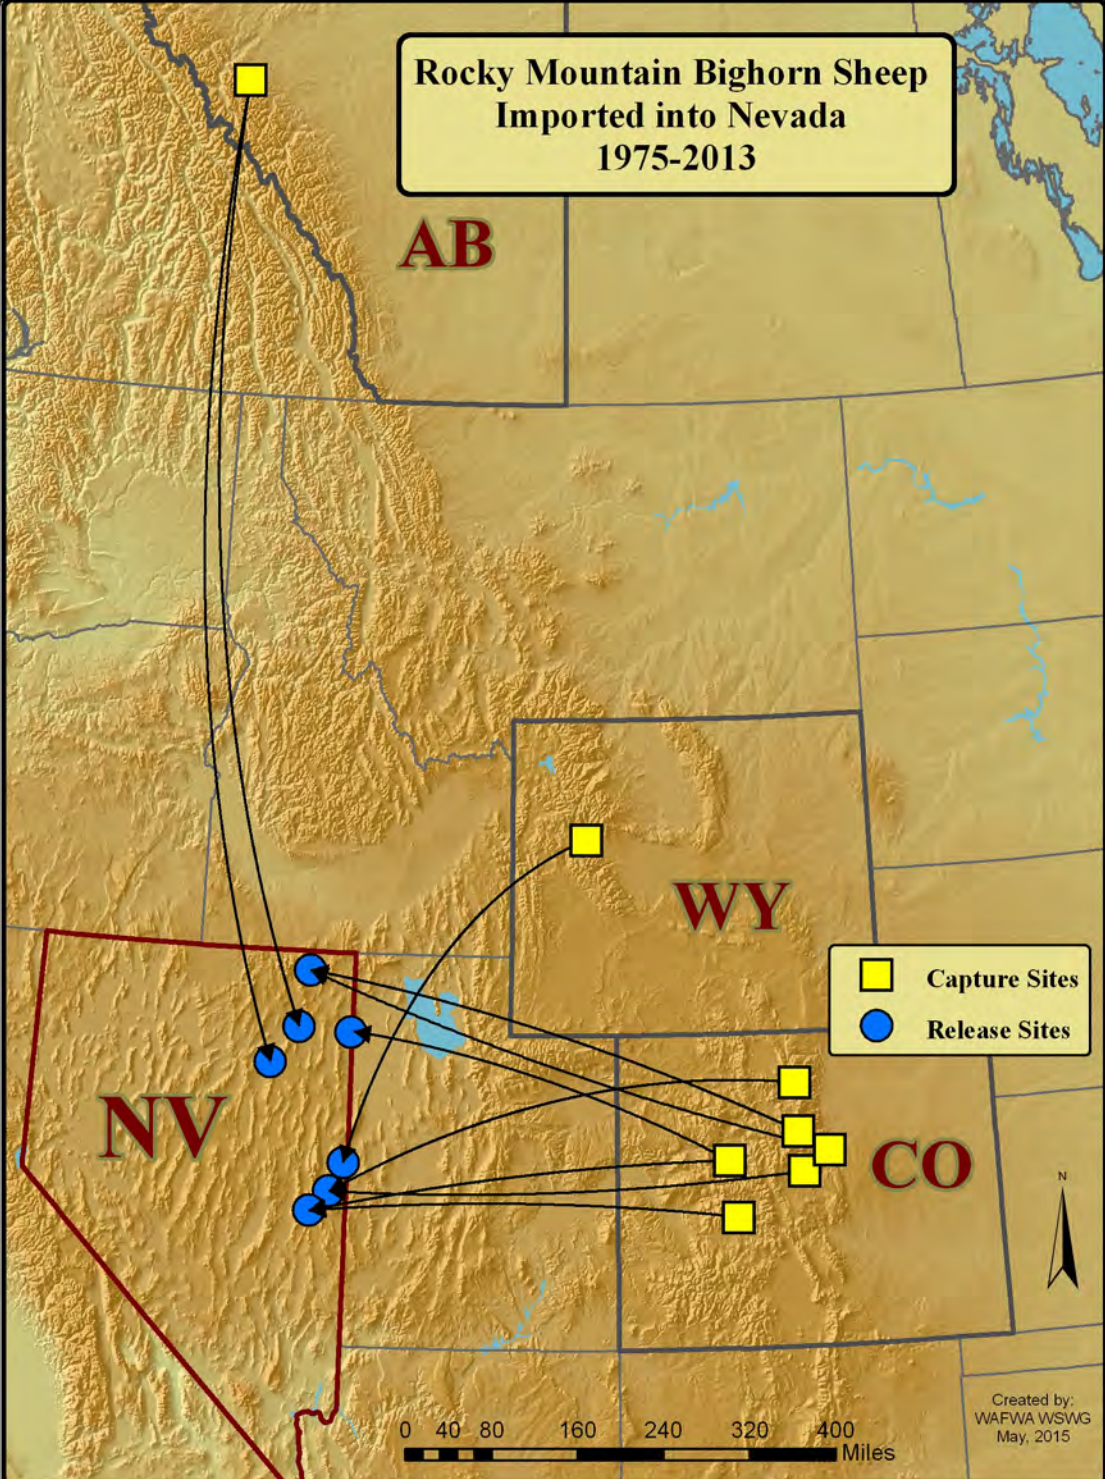 Rocky Mountain Bighorn Sheep
Imported into Nevada
1975-2013
AB
WY
Capture Sites
Release Sites
NV
CO
N
0 40 80 160 240 320 400
Miles
Created by:
WAFWA WSWG
May, 2015